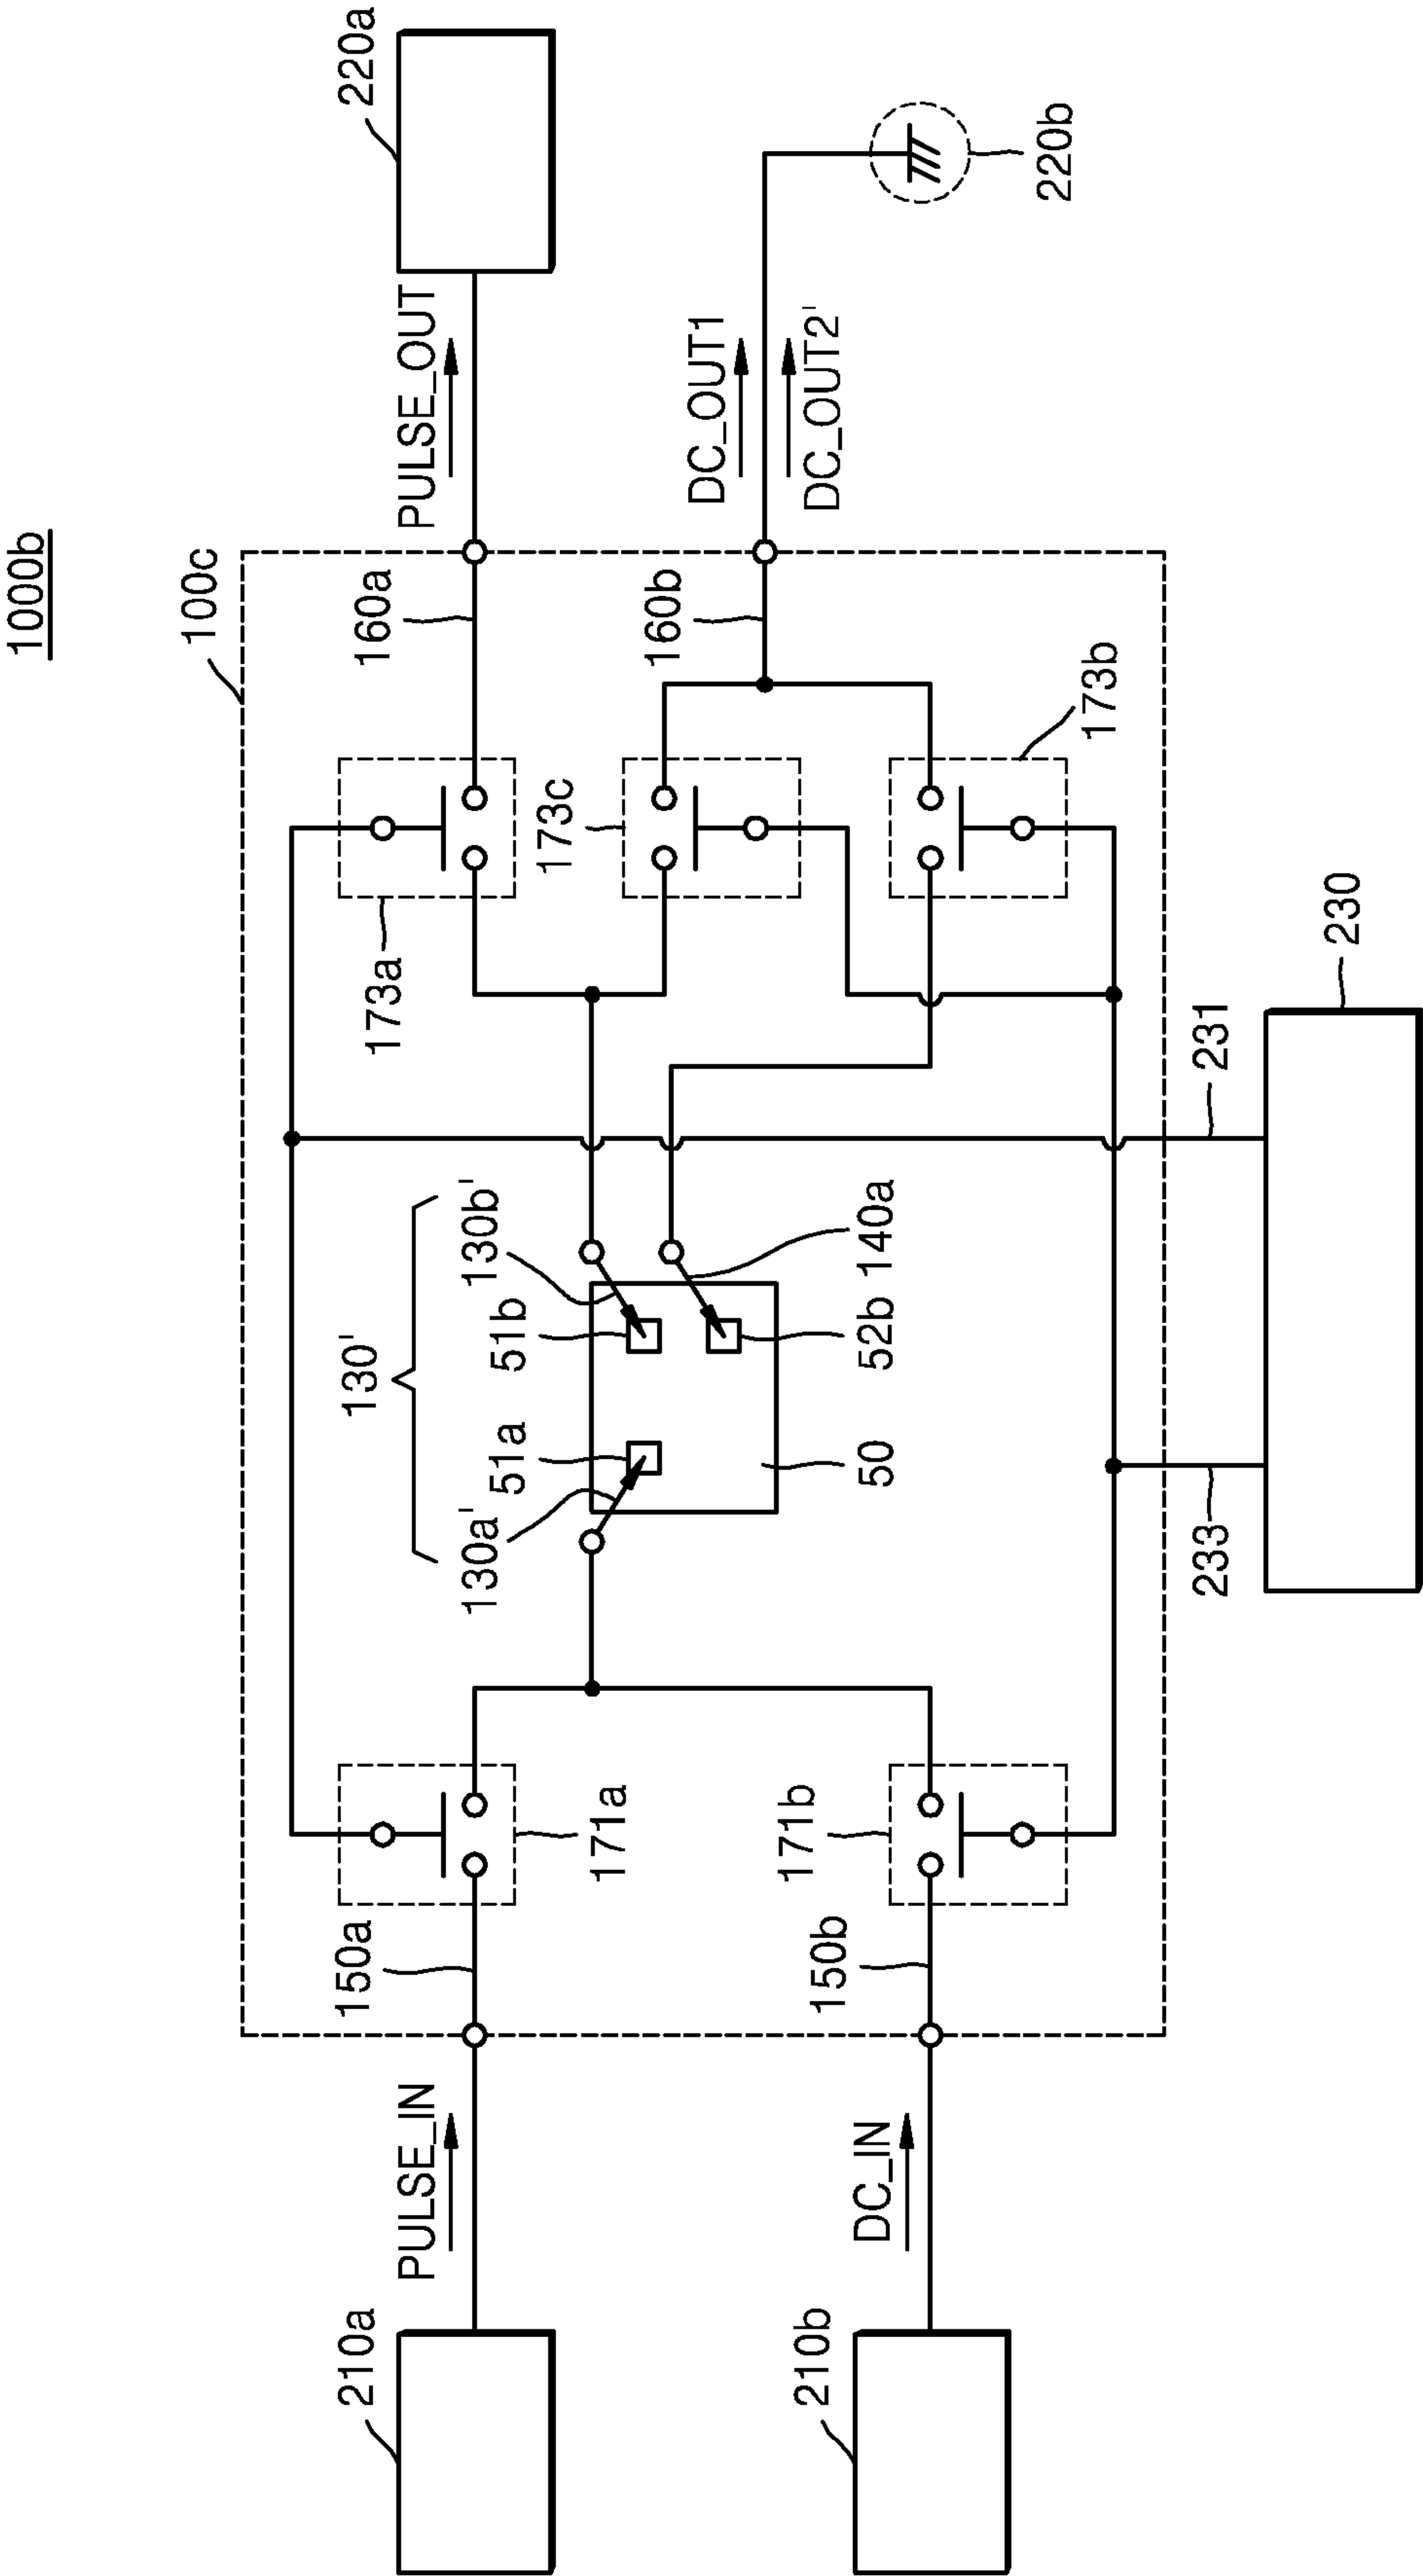 1000b
100c
210a
PULSE_IN
150a
171a
130'
130a'
130b'
51a
51b
173a
160a
PULSE_OUT
220a
173c
160b
DC_OUT1
DC_OUT2'
220b
210b
DC_IN
150b
171b
50
52b
140a
173b
233
231
230